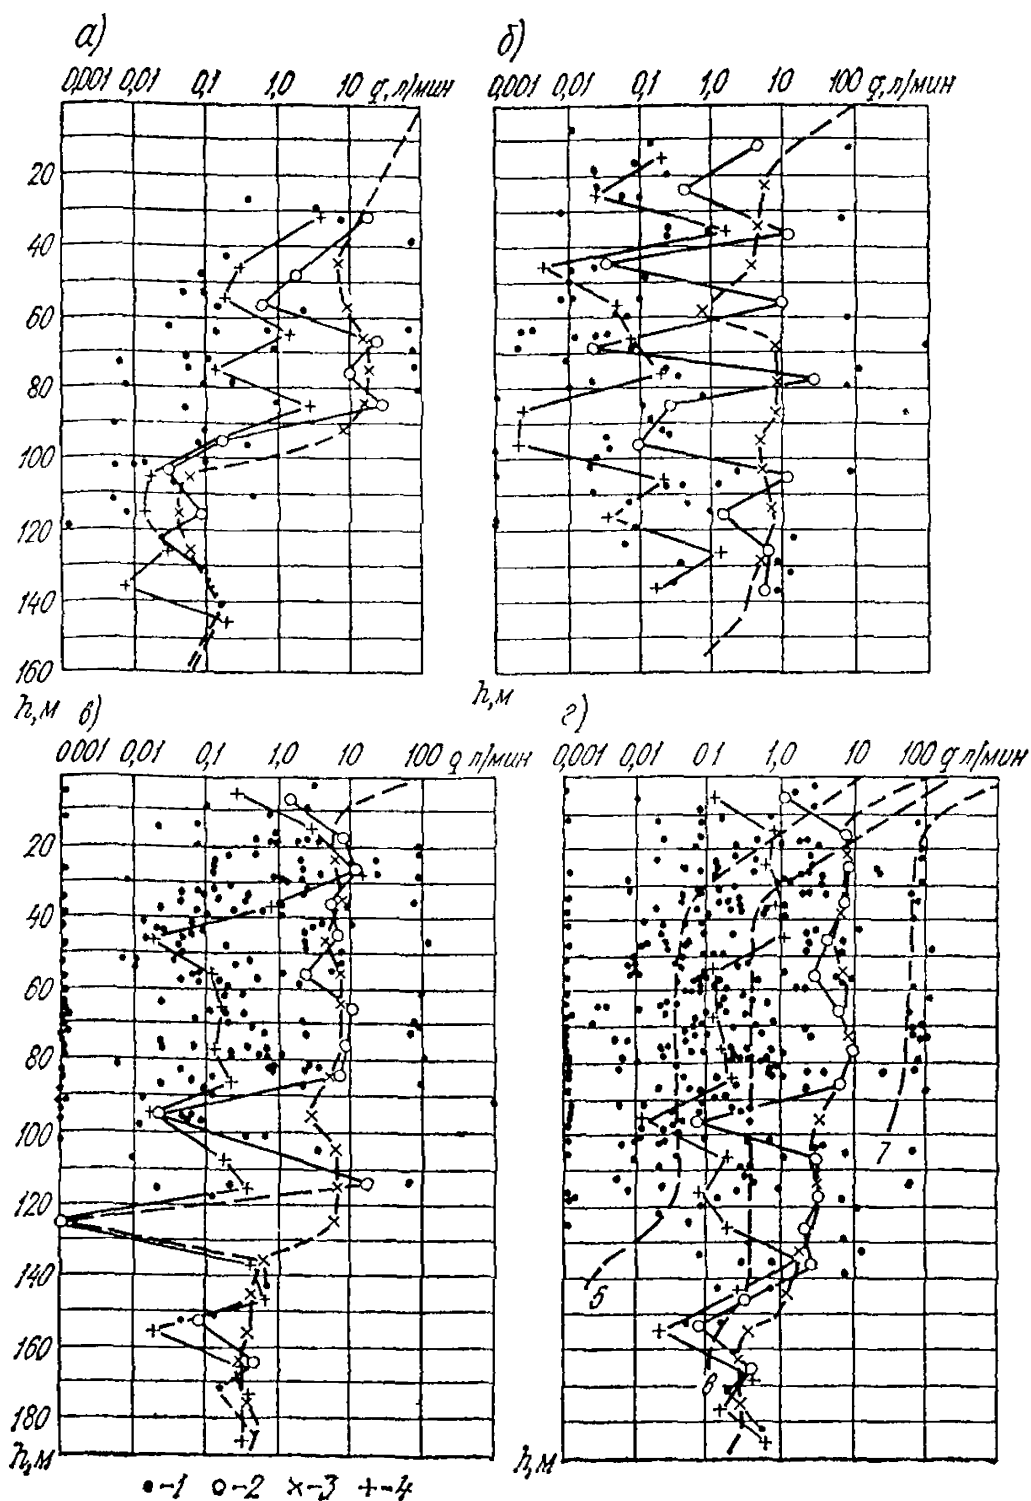 а)
0,001 0,01 0,1 1,0 10 q, л/мин
б)
0,001 0,01 0,1 1,0 10 100 q, л/мин
20
40
60
80
100
120
140
160
h, м
h, м
в)
0.001 0,01 0,1 1,0 10 100 q л/мин
г)
0,001 0,01 0.1 1,0 10 100 q л/мин
20
40
60
80
100
120
140
160
180
h, м
h, м
5
6
7
•-1 о-2 ×-3 +-4